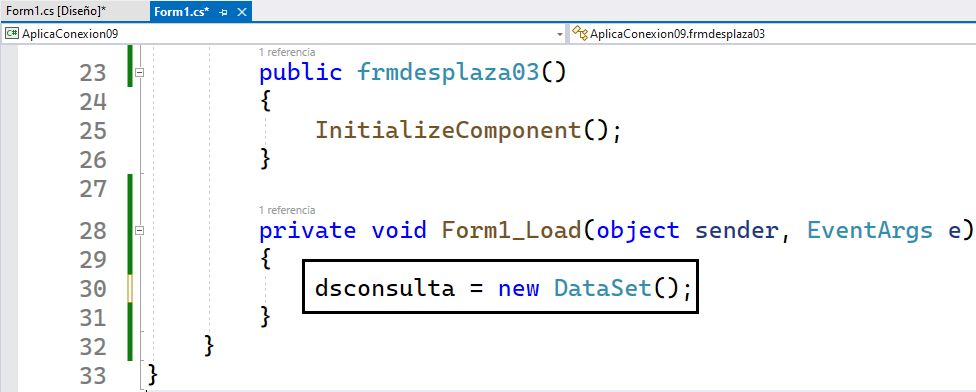 Form1.cs [Diseño]* Form1.cs*
AplicaConexion09 AplicaConexion09.frmdesplaza03
1 referencia
23 public frmdesplaza03()
24 {
25 InitializeComponent();
26 }
27
1 referencia
28 private void Form1_Load(object sender, EventArgs e)
29 {
30 dsconsulta = new DataSet();
31 }
32 }
33 }